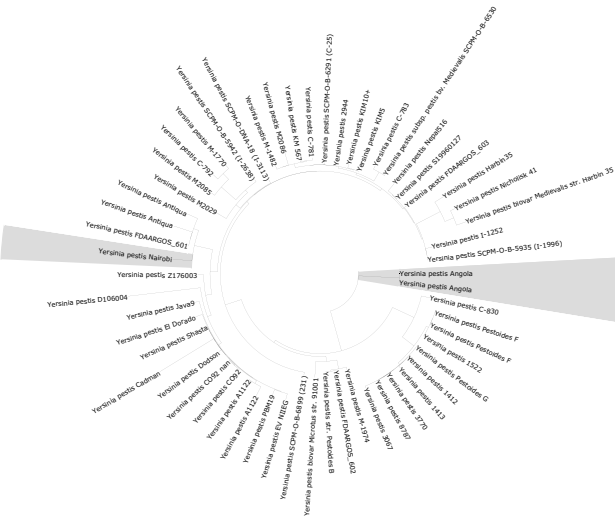 Yersinia pestis SCPM-O-B-6291 (C-25)
Yersinia pestis 2944
Yersinia pestis KIM10+
Yersinia pestis KIM5
Yersinia pestis C-783
Yersinia pestis subsp. pestis bv. Medievalis SCPM-O-B-6530
Yersinia pestis Nepal516
Yersinia pestis S19960127
Yersinia pestis FDAARGOS_603
Yersinia pestis Harbin 35
Yersinia pestis Nicholisk 41
Yersinia pestis biovar Medievalis str. Harbin 35
Yersinia pestis I-1252
Yersinia pestis SCPM-O-B-5935 (I-1996)
Yersinia pestis Angola
Yersinia pestis Angola
Yersinia pestis C-830
Yersinia pestis Pestoides F
Yersinia pestis Pestoides F
Yersinia pestis 1522
Yersinia pestis Pestoides G
Yersinia pestis 1412
Yersinia pestis 1413
Yersinia pestis 3770
Yersinia pestis 8787
Yersinia pestis 3067
Yersinia pestis M-1974
Yersinia pestis FDAARGOS_602
Yersinia pestis str. Pestoides B
Yersinia pestis biovar Microtus str. 91001
Yersinia pestis SCPM-O-B-6899 (231)
Yersinia pestis EV NIIEG
Yersinia pestis PBM19
Yersinia pestis A1122
Yersinia pestis A1122
Yersinia pestis CO92
Yersinia pestis CO92_nan
Yersinia pestis Dodson
Yersinia pestis Cadman
Yersinia pestis Shasta
Yersinia pestis El Dorado
Yersinia pestis Java9
Yersinia pestis D106004
Yersinia pestis Z176003
Yersinia pestis Nairobi
Yersinia pestis FDAARGOS_601
Yersinia pestis Antiqua
Yersinia pestis Antiqua
Yersinia pestis M2029
Yersinia pestis M2085
Yersinia pestis C-792
Yersinia pestis M-1770
Yersinia pestis SCPM-O-B-5942 (I-2638)
Yersinia pestis SCPM-O-DNA-18 (I-3113)
Yersinia pestis M-1482
Yersinia pestis M2086
Yersinia pestis KM 567
Yersinia pestis C-781